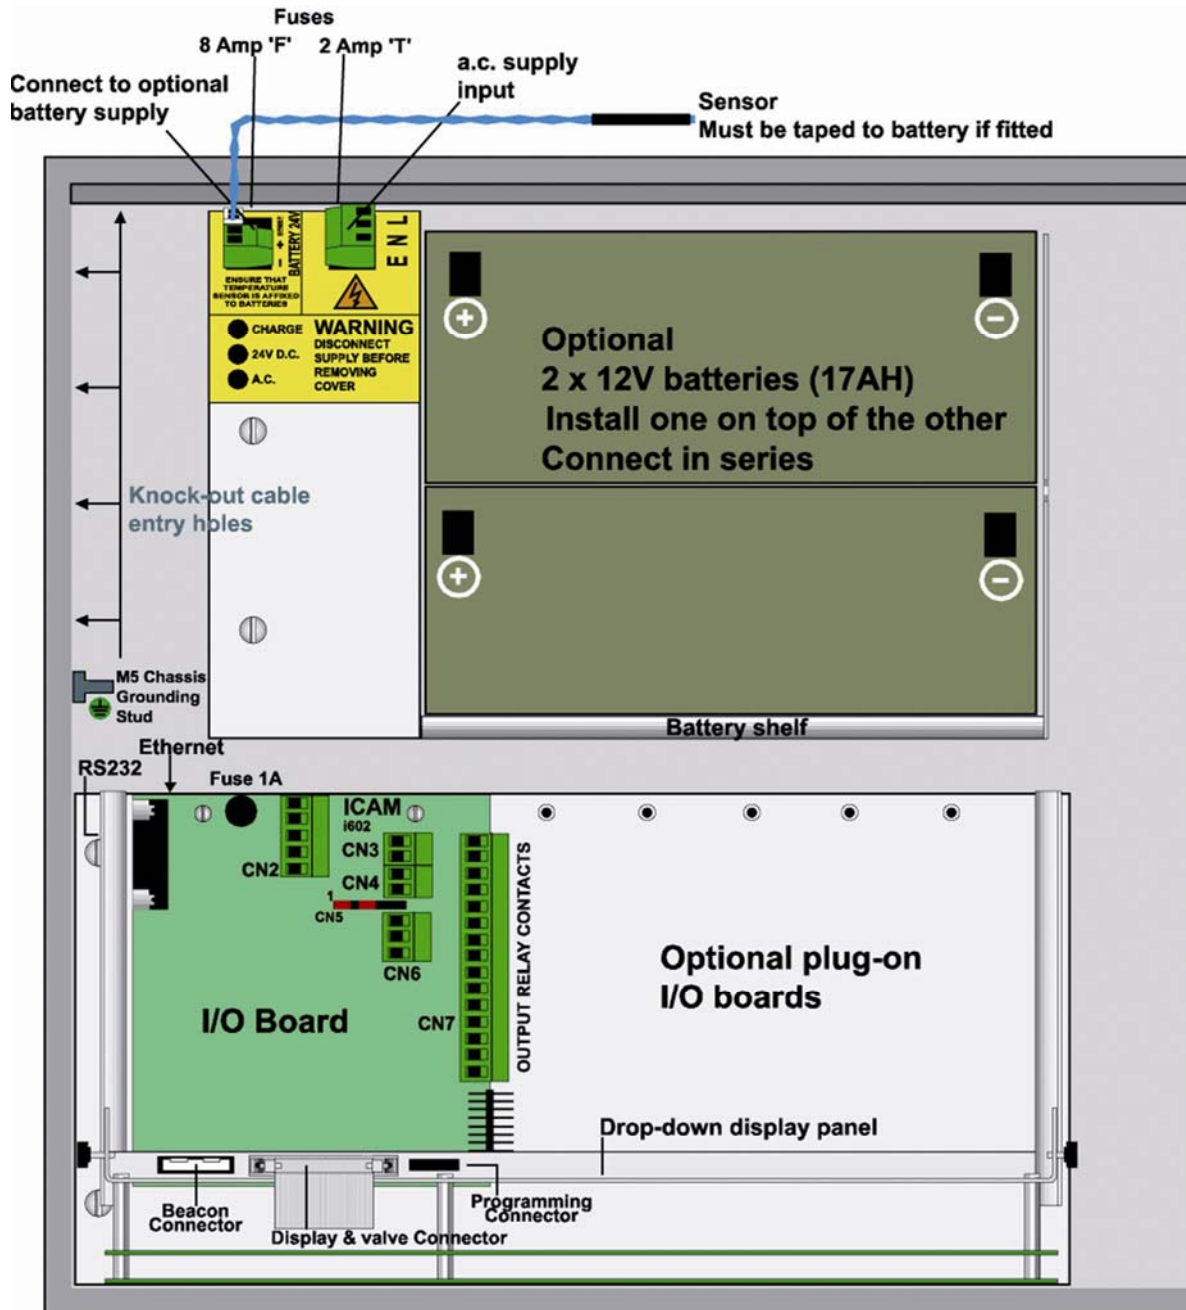 Fuses
8 Amp 'F'
2 Amp 'T'
Connect to optional
battery supply
a.c. supply
input
Sensor
Must be taped to battery if fitted
BATTERY 24V
- +
E N L
ENSURE THAT
TEMPERATURE
SENSOR IS AFFIXED
TO BATTERIES
CHARGE
24V D.C.
A.C.
WARNING
DISCONNECT
SUPPLY BEFORE
REMOVING
COVER
+
-
Optional
2 x 12V batteries (17AH)
Install one on top of the other
Connect in series
Knock-out cable
entry holes
+
-
M5 Chassis
Grounding
Stud
Battery shelf
Ethernet
RS232
Fuse 1A
ICAM
i602
CN3
CN2
CN4
1
CN5
CN6
CN7
OUTPUT RELAY CONTACTS
I/O Board
Optional plug-on
I/O boards
Drop-down display panel
Beacon
Connector
Programming
Connector
Display & valve Connector